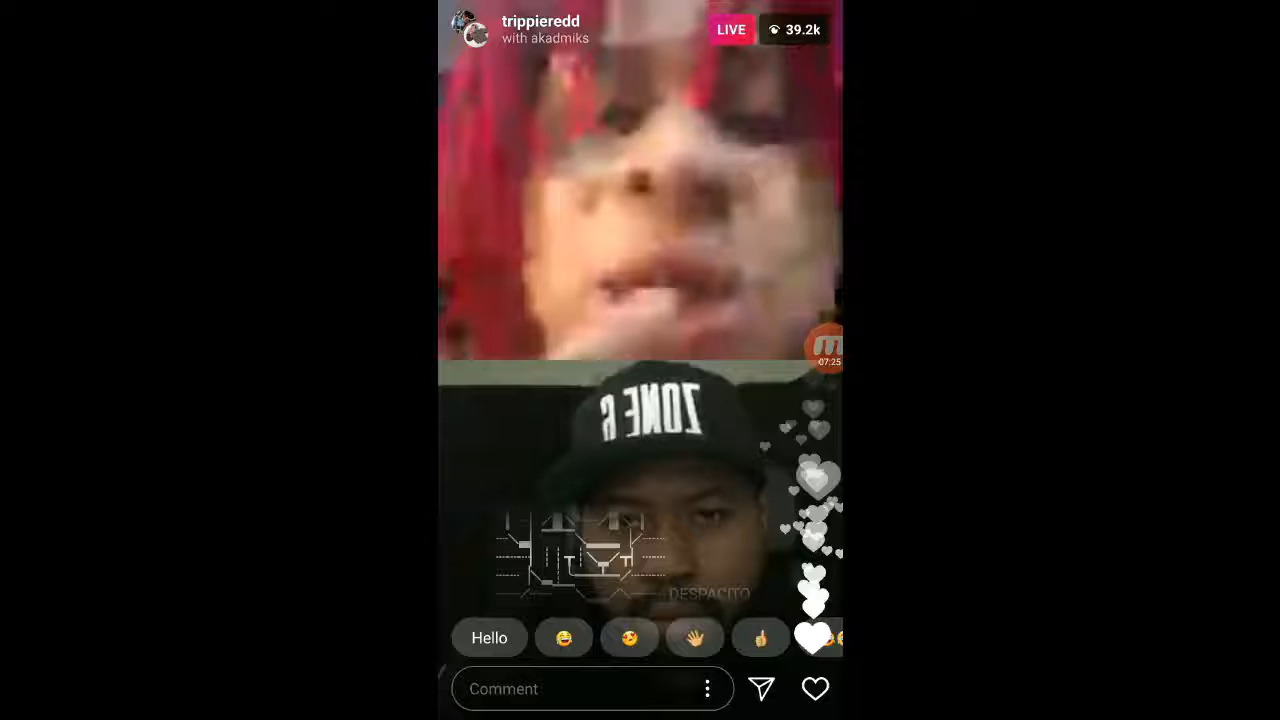 trippieredd
with akadmiks
LIVE
39.2k
07:25
ZONE 6
DESPACITO
Hello
Comment